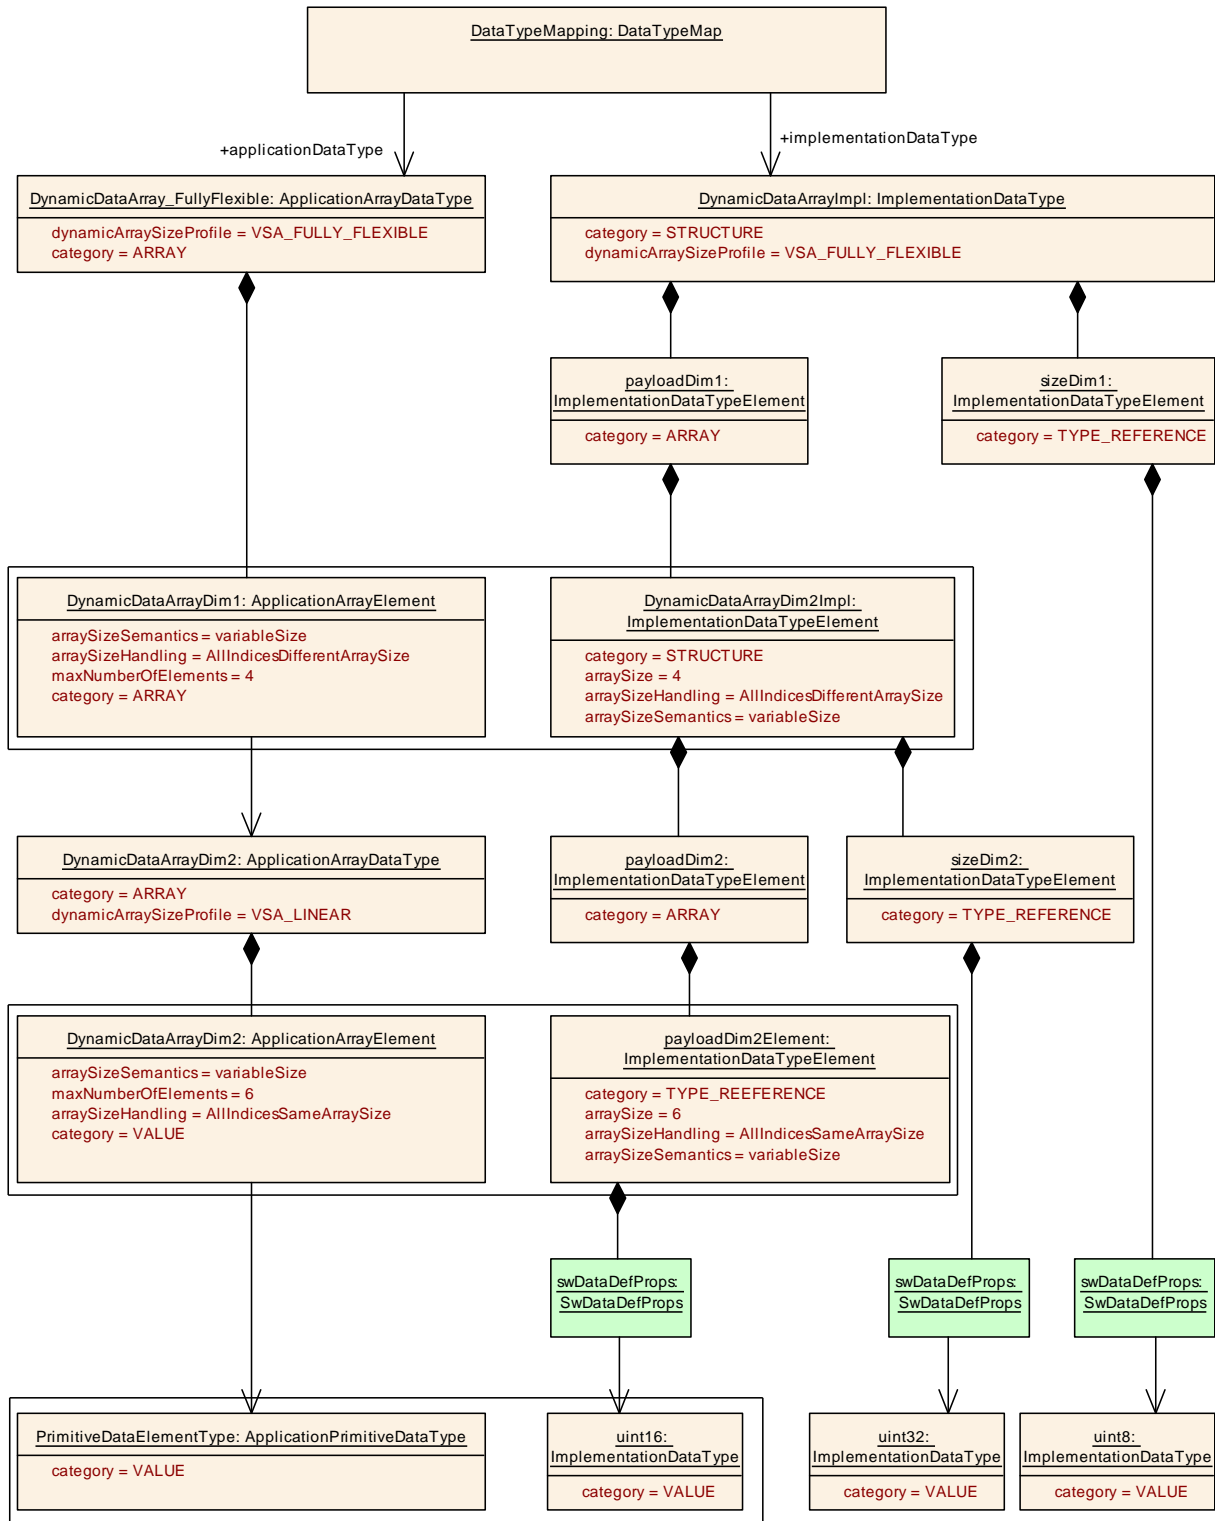 DataTypeMapping: DataTypeMap
+applicationDataType
+implementationDataType
DynamicDataArray_FullyFlexible: ApplicationArrayDataType
dynamicArraySizeProfile = VSA_FULLY_FLEXIBLE
category = ARRAY
DynamicDataArrayImpl: ImplementationDataType
category = STRUCTURE
dynamicArraySizeProfile = VSA_FULLY_FLEXIBLE
payloadDim1:
ImplementationDataTypeElement
category = ARRAY
sizeDim1:
ImplementationDataTypeElement
category = TYPE_REFERENCE
DynamicDataArrayDim1: ApplicationArrayElement
arraySizeSemantics = variableSize
arraySizeHandling = AllIndicesDifferentArraySize
maxNumberOfElements = 4
category = ARRAY
DynamicDataArrayDim2Impl:
ImplementationDataTypeElement
category = STRUCTURE
arraySize = 4
arraySizeHandling = AllIndicesDifferentArraySize
arraySizeSemantics = variableSize
DynamicDataArrayDim2: ApplicationArrayDataType
category = ARRAY
dynamicArraySizeProfile = VSA_LINEAR
payloadDim2:
ImplementationDataTypeElement
category = ARRAY
sizeDim2:
ImplementationDataTypeElement
category = TYPE_REFERENCE
DynamicDataArrayDim2: ApplicationArrayElement
arraySizeSemantics = variableSize
maxNumberOfElements = 6
arraySizeHandling = AllIndicesSameArraySize
category = VALUE
payloadDim2Element:
ImplementationDataTypeElement
category = TYPE_REEFERENCE
arraySize = 6
arraySizeHandling = AllIndicesSameArraySize
arraySizeSemantics = variableSize
swDataDefProps:
SwDataDefProps
swDataDefProps:
SwDataDefProps
swDataDefProps:
SwDataDefProps
PrimitiveDataElementType: ApplicationPrimitiveDataType
category = VALUE
uint16:
ImplementationDataType
category = VALUE
uint32:
ImplementationDataType
category = VALUE
uint8:
ImplementationDataType
category = VALUE